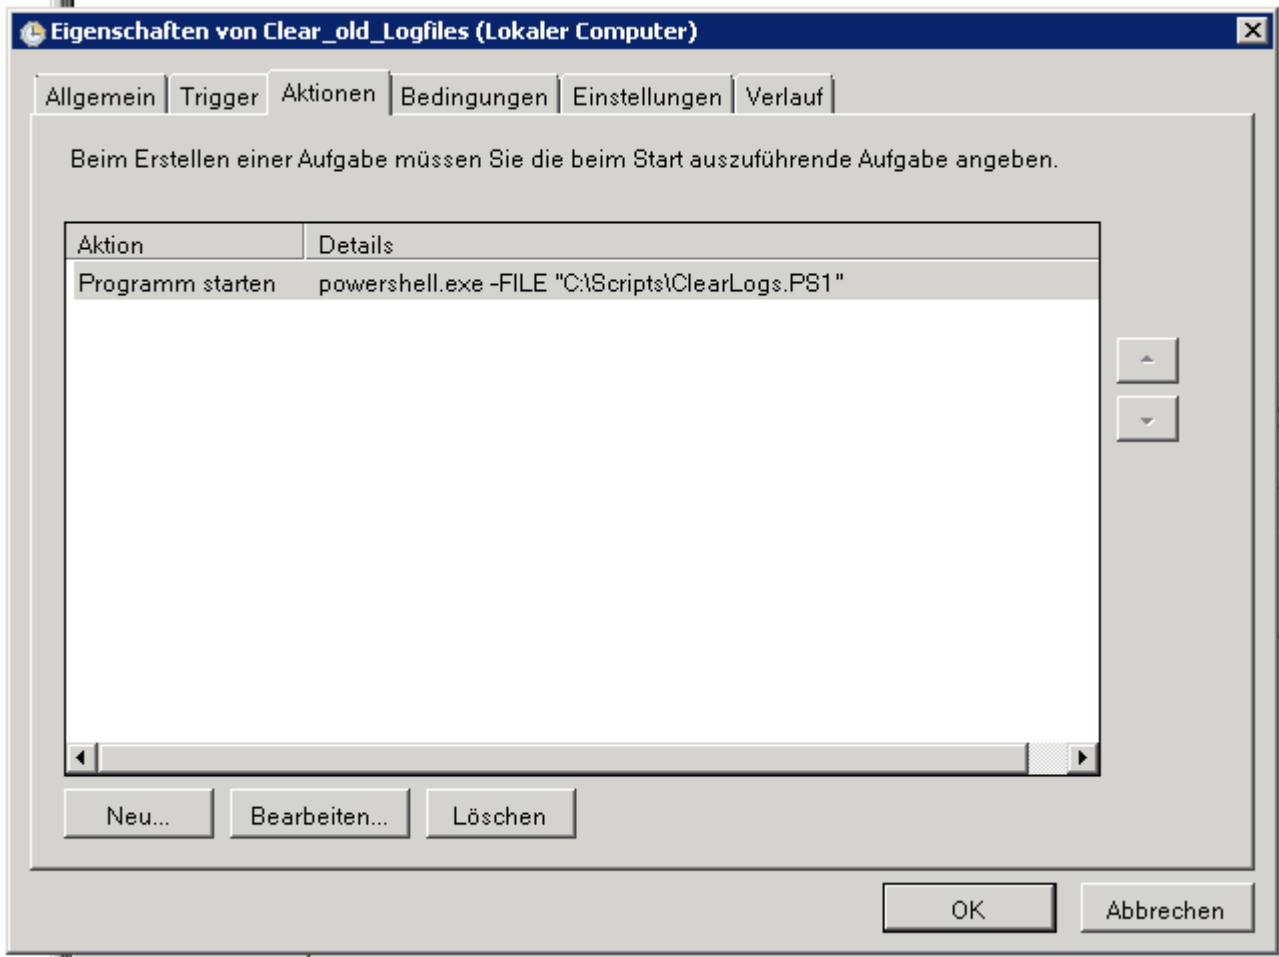 Eigenschaften von Clear_old_Logfiles (Lokaler Computer)
Allgemein Trigger Aktionen Bedingungen Einstellungen Verlauf
Beim Erstellen einer Aufgabe müssen Sie die beim Start auszuführende Aufgabe angeben.
Aktion Details
Programm starten powershell.exe -FILE "C:\Scripts\ClearLogs.PS1"
Neu... Bearbeiten... Löschen
OK Abbrechen